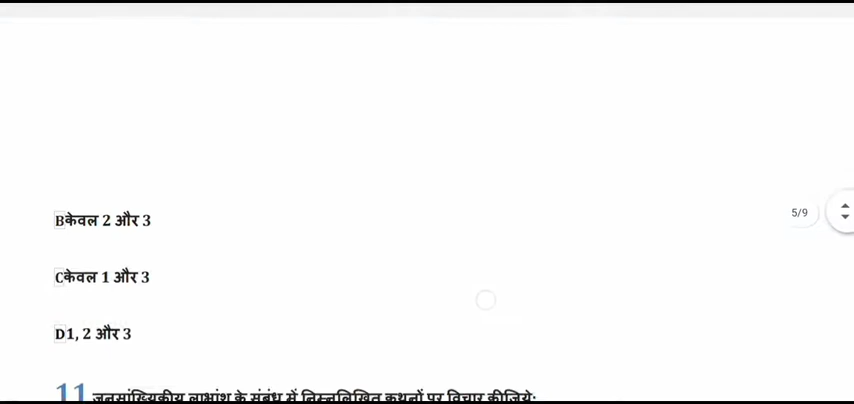 Bकेवल 2 और 3
5/9
Cकेवल 1 और 3
D1, 2 और 3
11 जनसांख्यिकीय लाभांश के संबंध में निम्नलिखित कथनों पर विचार कीजिये: